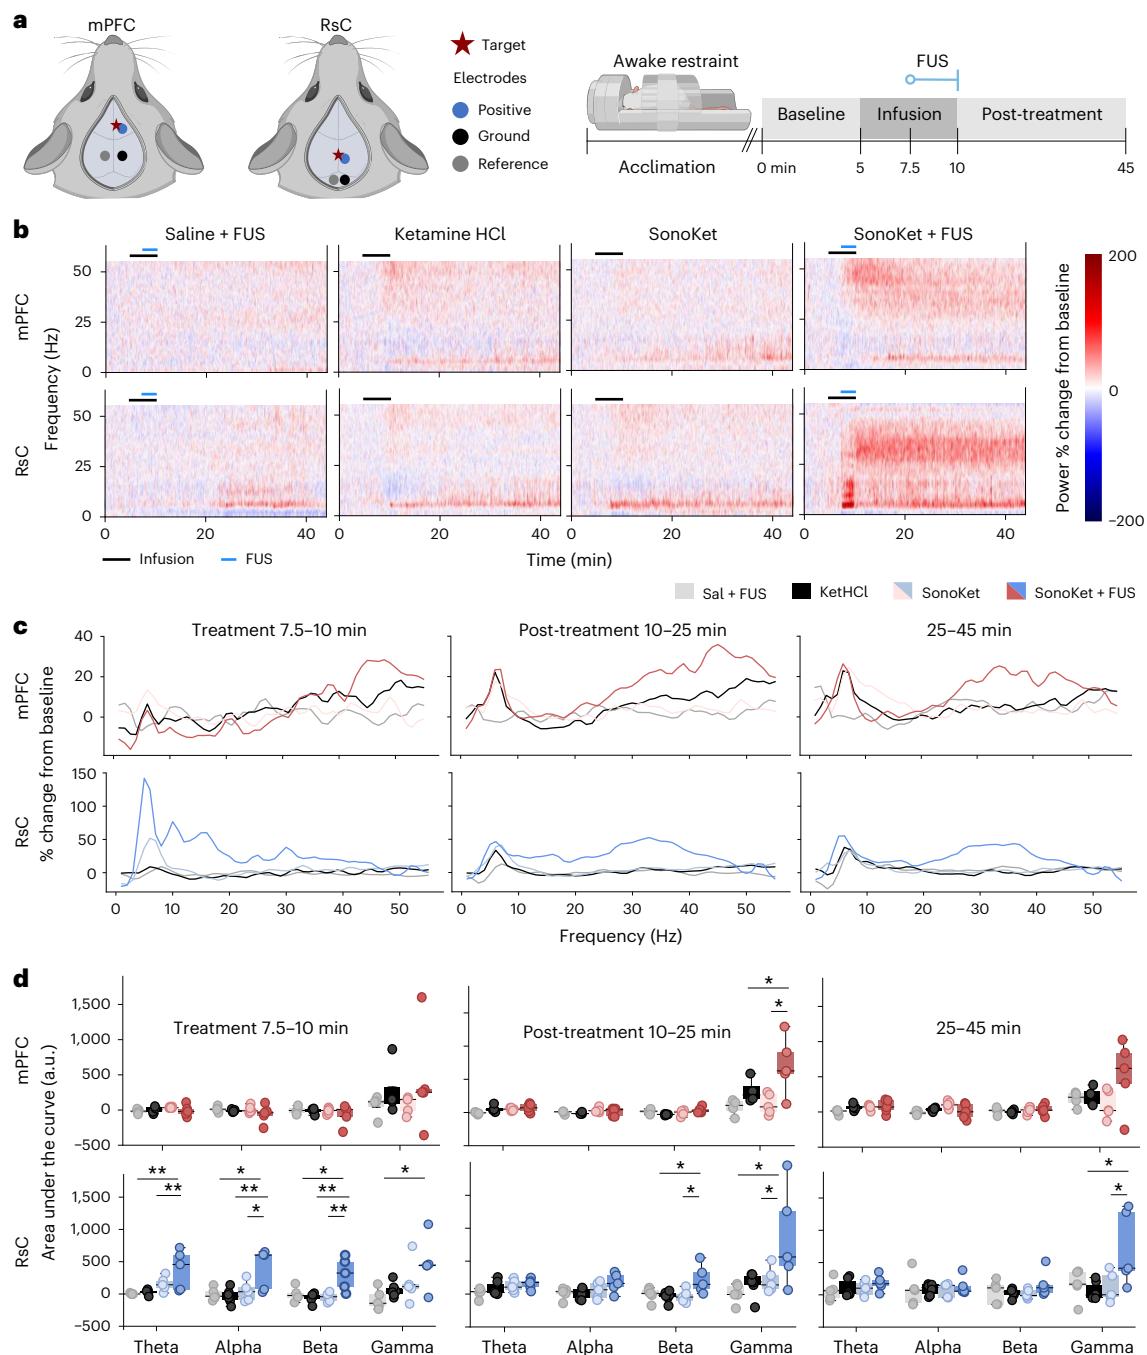 a
mPFC
RsC
Target
Electrodes
Positive
Ground
Reference
Awake restraint
FUS
Baseline
Infusion
Post-treatment
Acclimation
0 min
5
7.5
10
45
b
Saline + FUS
Ketamine HCl
SonoKet
SonoKet + FUS
mPFC
50
25
0
RsC
50
25
0
Frequency (Hz)
0 20 40
0 20 40
0 20 40
0 20 40
Time (min)
Infusion
FUS
200
0
−200
Power % change from baseline
Sal + FUS
KetHCl
SonoKet
SonoKet + FUS
c
Treatment 7.5–10 min
Post-treatment 10–25 min
25–45 min
mPFC
40
20
0
RsC
150
100
50
0
% change from baseline
0 10 20 30 40 50
0 10 20 30 40 50
0 10 20 30 40 50
Frequency (Hz)
d
Treatment 7.5–10 min
Post-treatment 10–25 min
25–45 min
mPFC
1,500
1,000
500
0
−500
* 
*
RsC
1,500
1,000
500
0
−500
Area under the curve (a.u.)
**
**
*
**
*
*
**
**
*
*
*
*
*
*
*
Theta Alpha Beta Gamma
Theta Alpha Beta Gamma
Theta Alpha Beta Gamma